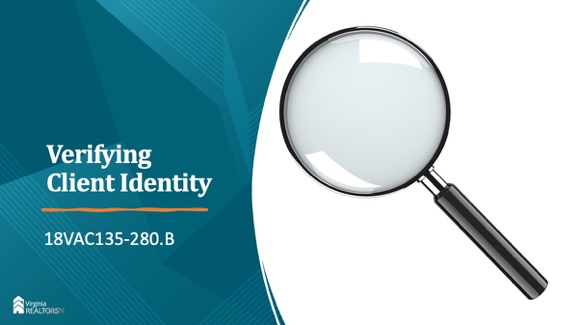 Verifying
Client Identity
18VAC135-280.B
Virginia
REALTORS®